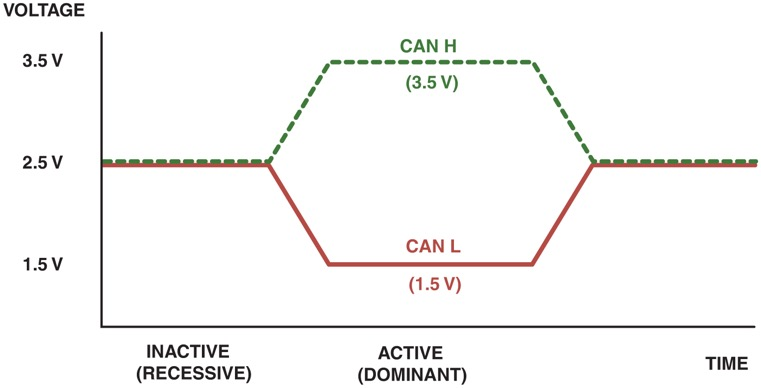 VOLTAGE
3.5 V
CAN H
(3.5 V)
2.5 V
1.5 V
CAN L
(1.5 V)
INACTIVE
(RECESSIVE)
ACTIVE
(DOMINANT)
TIME